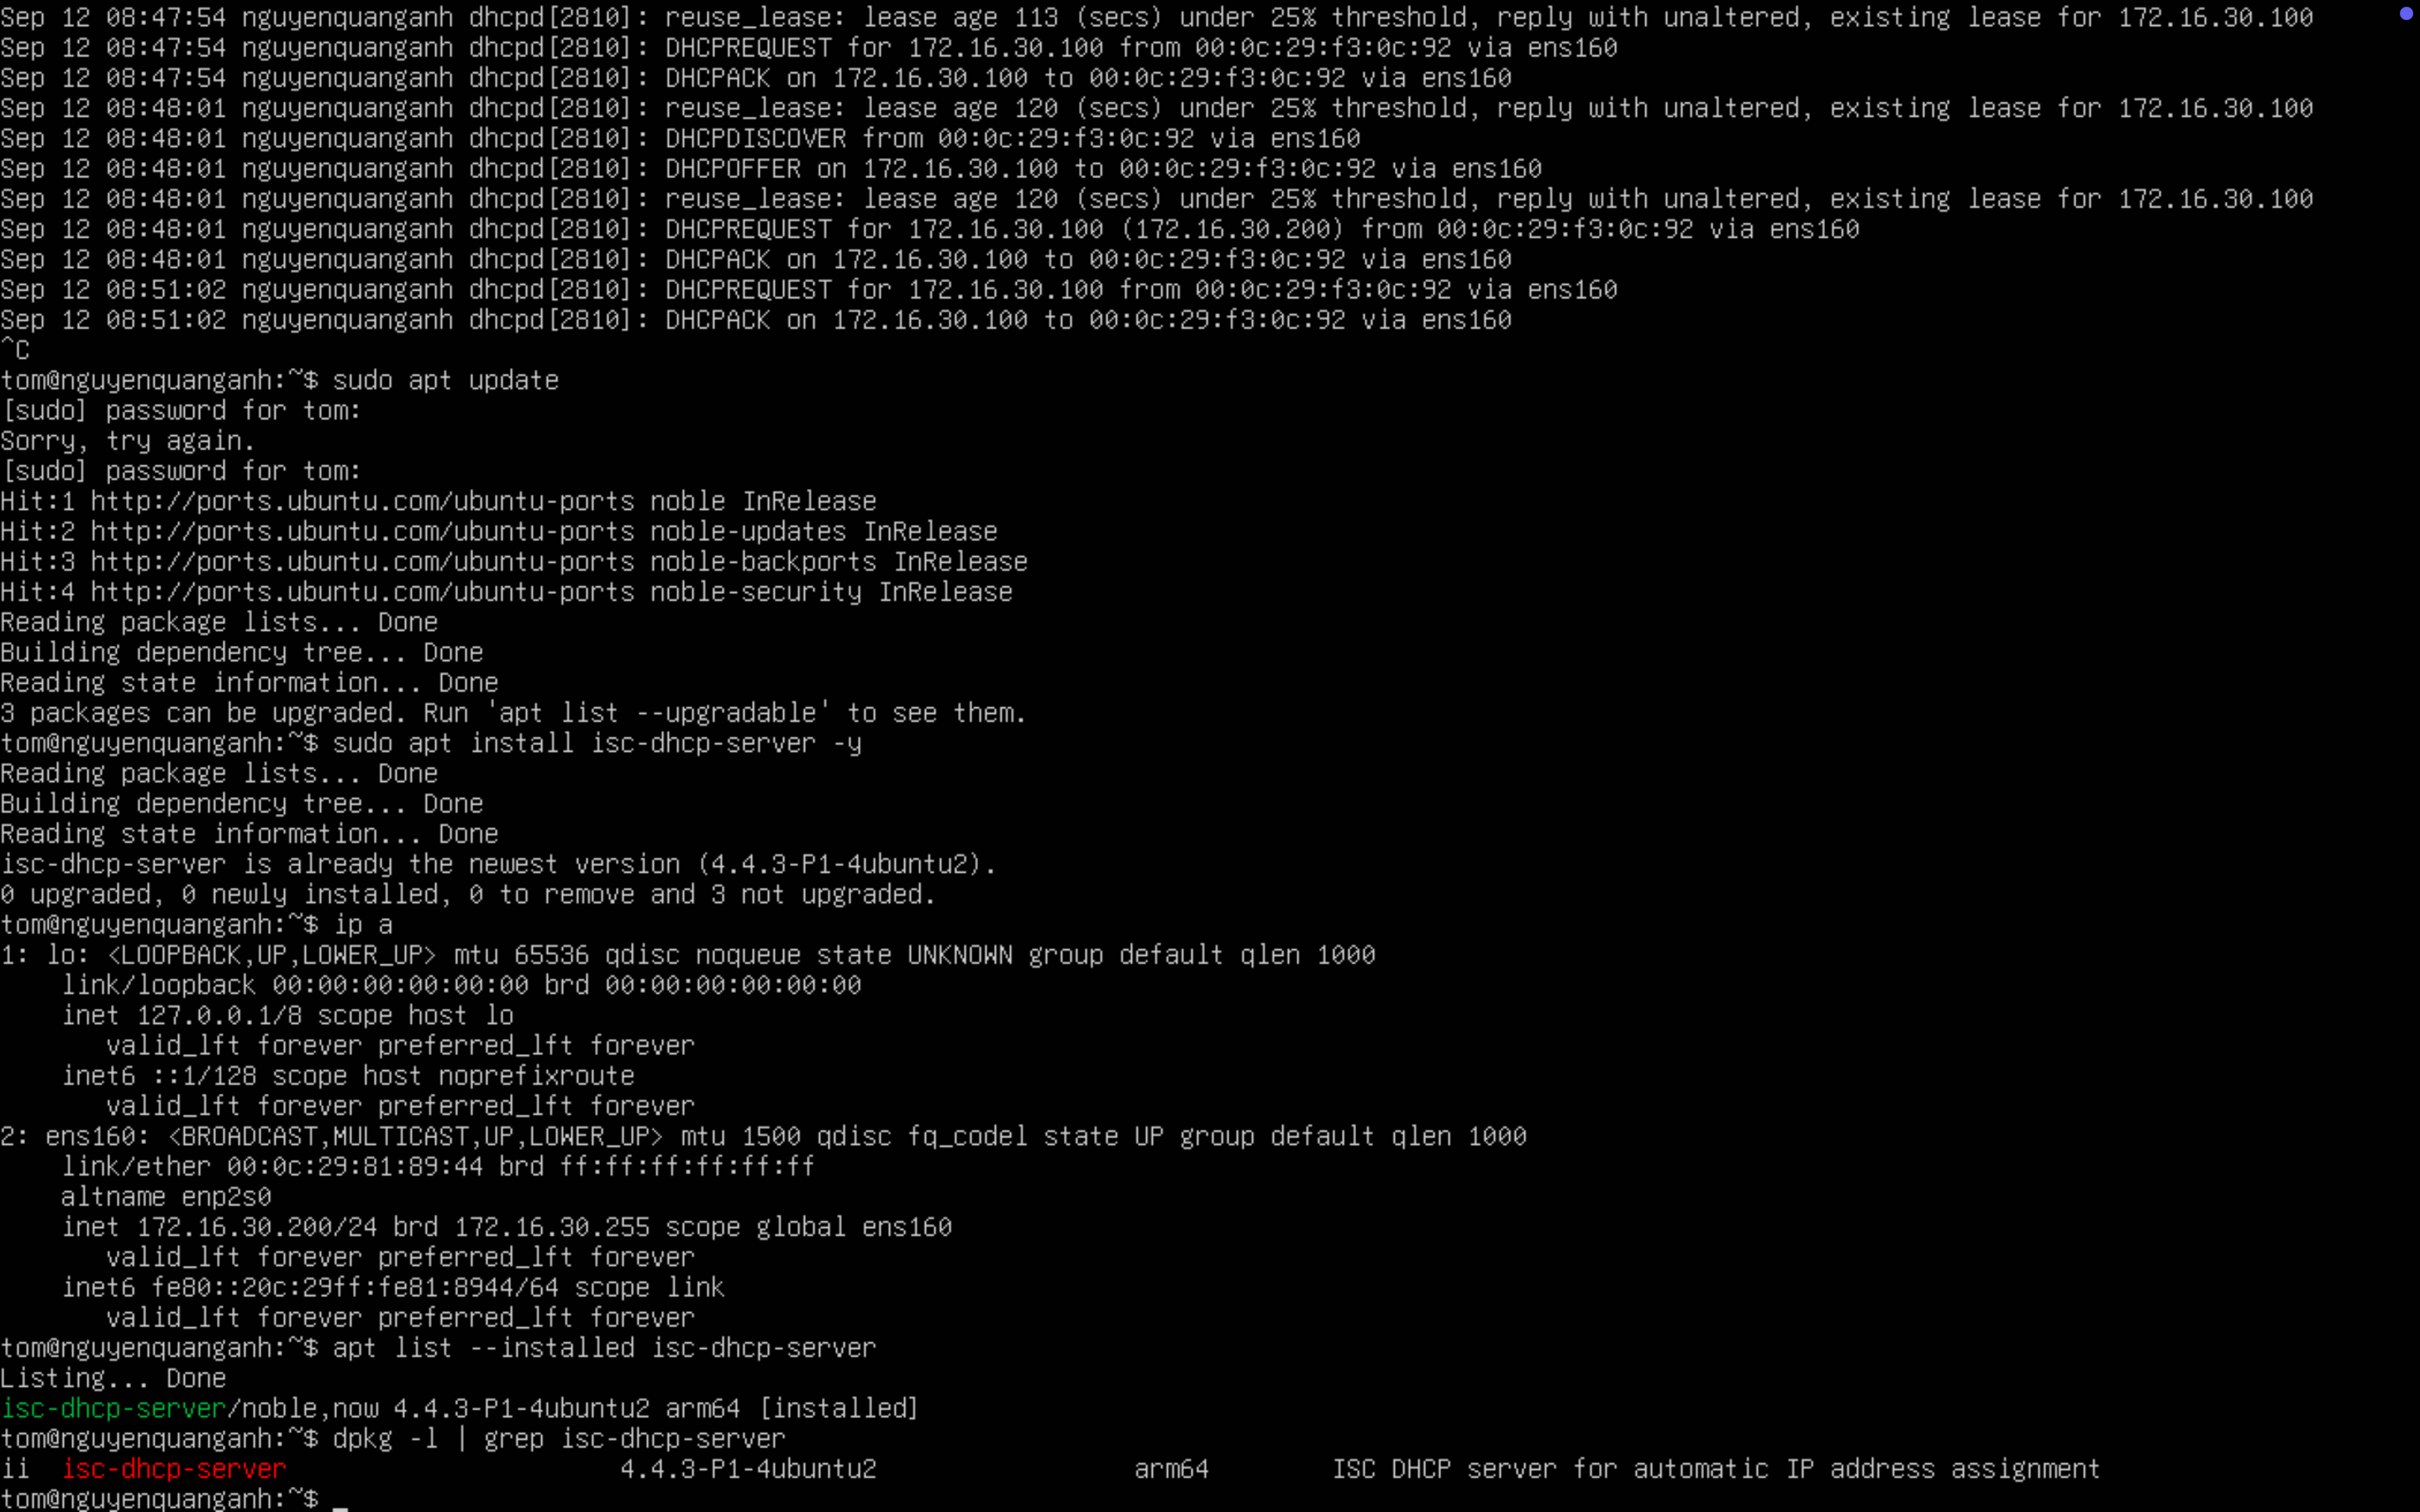 Sep 12 08:47:54 nguyenquanganh dhcpd[2810]: reuse_lease: lease age 113 (secs) under 25% threshold, reply with unaltered, existing lease for 172.16.30.100
Sep 12 08:47:54 nguyenquanganh dhcpd[2810]: DHCPREQUEST for 172.16.30.100 from 00:0c:29:f3:0c:92 via ens160
Sep 12 08:47:54 nguyenquanganh dhcpd[2810]: DHCPACK on 172.16.30.100 to 00:0c:29:f3:0c:92 via ens160
Sep 12 08:48:01 nguyenquanganh dhcpd[2810]: reuse_lease: lease age 120 (secs) under 25% threshold, reply with unaltered, existing lease for 172.16.30.100
Sep 12 08:48:01 nguyenquanganh dhcpd[2810]: DHCPDISCOVER from 00:0c:29:f3:0c:92 via ens160
Sep 12 08:48:01 nguyenquanganh dhcpd[2810]: DHCPOFFER on 172.16.30.100 to 00:0c:29:f3:0c:92 via ens160
Sep 12 08:48:01 nguyenquanganh dhcpd[2810]: reuse_lease: lease age 120 (secs) under 25% threshold, reply with unaltered, existing lease for 172.16.30.100
Sep 12 08:48:01 nguyenquanganh dhcpd[2810]: DHCPREQUEST for 172.16.30.100 (172.16.30.200) from 00:0c:29:f3:0c:92 via ens160
Sep 12 08:48:01 nguyenquanganh dhcpd[2810]: DHCPACK on 172.16.30.100 to 00:0c:29:f3:0c:92 via ens160
Sep 12 08:51:02 nguyenquanganh dhcpd[2810]: DHCPREQUEST for 172.16.30.100 from 00:0c:29:f3:0c:92 via ens160
Sep 12 08:51:02 nguyenquanganh dhcpd[2810]: DHCPACK on 172.16.30.100 to 00:0c:29:f3:0c:92 via ens160
^C
tom@nguyenquanganh:~$ sudo apt update
[sudo] password for tom:
Sorry, try again.
[sudo] password for tom:
Hit:1 http://ports.ubuntu.com/ubuntu-ports noble InRelease
Hit:2 http://ports.ubuntu.com/ubuntu-ports noble-updates InRelease
Hit:3 http://ports.ubuntu.com/ubuntu-ports noble-backports InRelease
Hit:4 http://ports.ubuntu.com/ubuntu-ports noble-security InRelease
Reading package lists... Done
Building dependency tree... Done
Reading state information... Done
3 packages can be upgraded. Run 'apt list --upgradable' to see them.
tom@nguyenquanganh:~$ sudo apt install isc-dhcp-server -y
Reading package lists... Done
Building dependency tree... Done
Reading state information... Done
isc-dhcp-server is already the newest version (4.4.3-P1-4ubuntu2).
0 upgraded, 0 newly installed, 0 to remove and 3 not upgraded.
tom@nguyenquanganh:~$ ip a
1: lo: <LOOPBACK,UP,LOWER_UP> mtu 65536 qdisc noqueue state UNKNOWN group default qlen 1000
    link/loopback 00:00:00:00:00:00 brd 00:00:00:00:00:00
    inet 127.0.0.1/8 scope host lo
       valid_lft forever preferred_lft forever
    inet6 ::1/128 scope host noprefixroute
       valid_lft forever preferred_lft forever
2: ens160: <BROADCAST,MULTICAST,UP,LOWER_UP> mtu 1500 qdisc fq_codel state UP group default qlen 1000
    link/ether 00:0c:29:81:89:44 brd ff:ff:ff:ff:ff:ff
    altname enp2s0
    inet 172.16.30.200/24 brd 172.16.30.255 scope global ens160
       valid_lft forever preferred_lft forever
    inet6 fe80::20c:29ff:fe81:8944/64 scope link
       valid_lft forever preferred_lft forever
tom@nguyenquanganh:~$ apt list --installed isc-dhcp-server
Listing... Done
isc-dhcp-server/noble,now 4.4.3-P1-4ubuntu2 arm64 [installed]
tom@nguyenquanganh:~$ dpkg -l | grep isc-dhcp-server
ii  isc-dhcp-server                      4.4.3-P1-4ubuntu2                 arm64        ISC DHCP server for automatic IP address assignment
tom@nguyenquanganh:~$ _